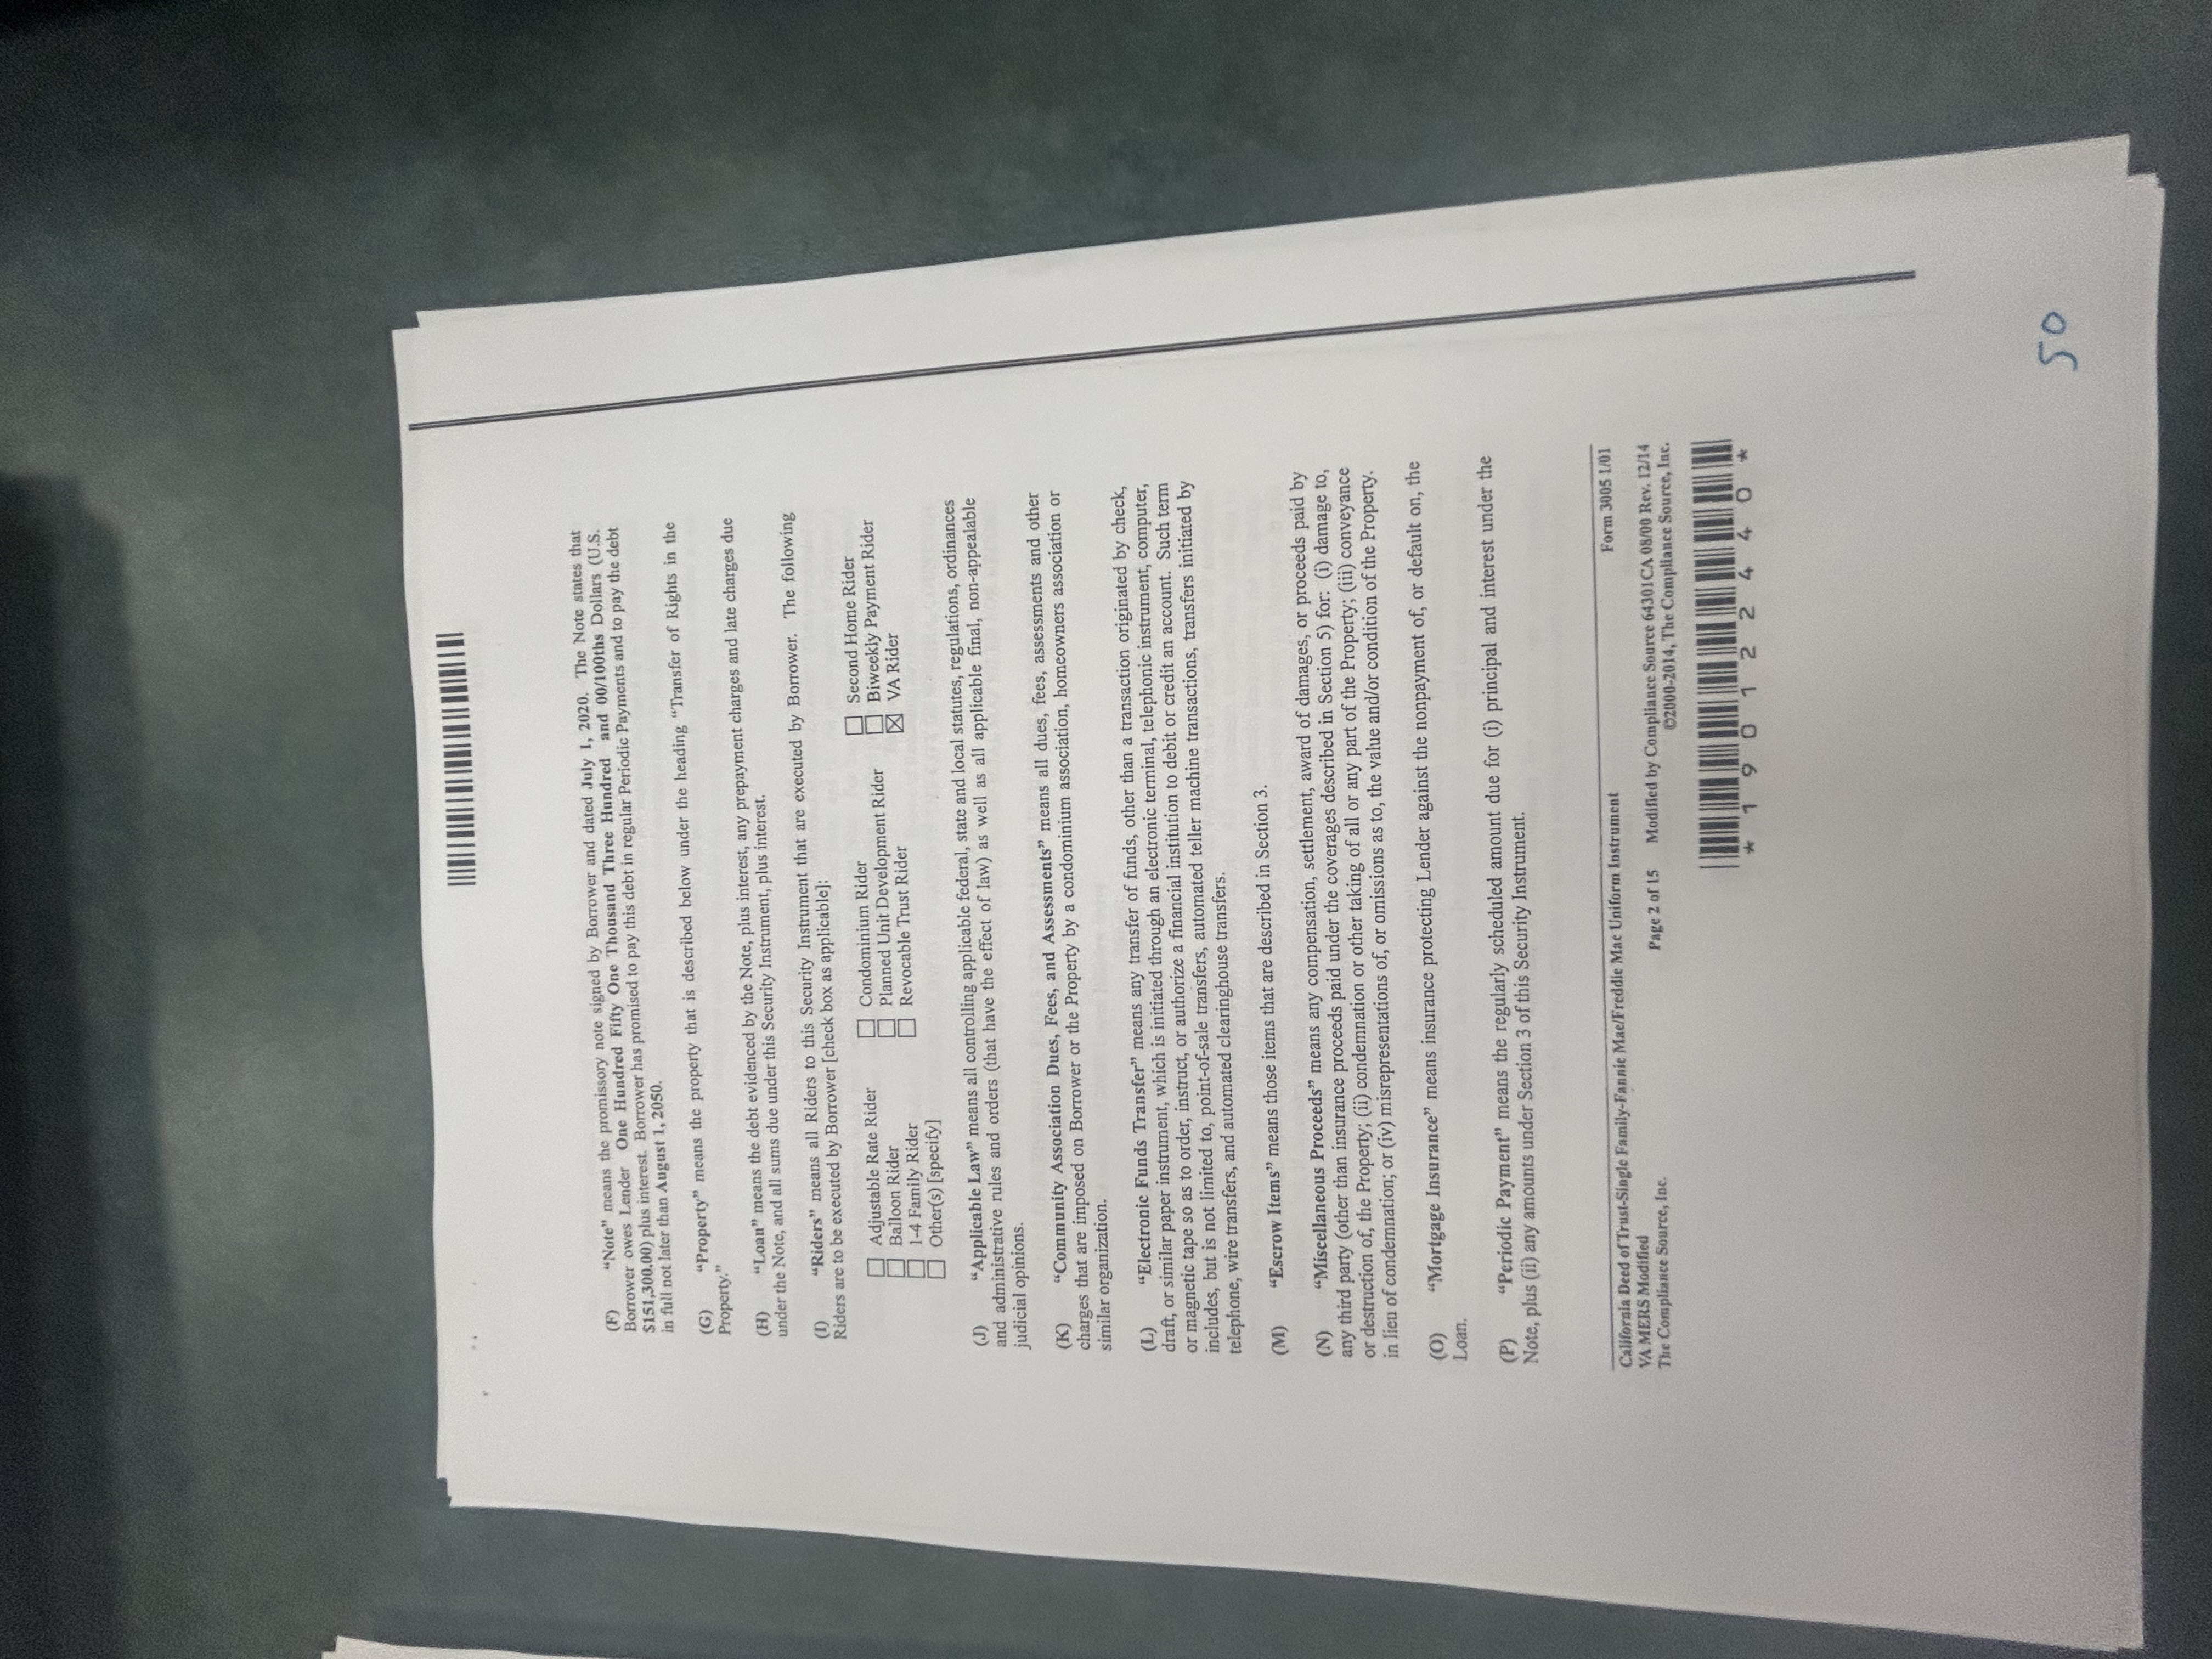 (F) “Note” means the promissory note signed by Borrower and dated July 1, 2020. The Note states that
Borrower owes Lender One Hundred Fifty One Thousand Three Hundred and 00/100ths Dollars (U.S.
$151,300.00) plus interest. Borrower has promised to pay this debt in regular Periodic Payments and to pay the debt
in full not later than August 1, 2050.
(G) “Property” means the property that is described below under the heading “Transfer of Rights in the
Property.”
(H) “Loan” means the debt evidenced by the Note, plus interest, any prepayment charges and late charges due
under the Note, and all sums due under this Security Instrument, plus interest.
(I) “Riders” means all Riders to this Security Instrument that are executed by Borrower. The following
Riders are to be executed by Borrower [check box as applicable]:
☐ Adjustable Rate Rider ☐ Condominium Rider ☐ Second Home Rider
☐ Balloon Rider ☐ Planned Unit Development Rider ☐ Biweekly Payment Rider
☐ 1-4 Family Rider ☐ Revocable Trust Rider ☒ VA Rider
☐ Other(s) [specify]
(J) “Applicable Law” means all controlling applicable federal, state and local statutes, regulations, ordinances
and administrative rules and orders (that have the effect of law) as well as all applicable final, non-appealable
judicial opinions.
(K) “Community Association Dues, Fees, and Assessments” means all dues, fees, assessments and other
charges that are imposed on Borrower or the Property by a condominium association, homeowners association or
similar organization.
(L) “Electronic Funds Transfer” means any transfer of funds, other than a transaction originated by check,
draft, or similar paper instrument, which is initiated through an electronic terminal, telephonic instrument, computer,
or magnetic tape so as to order, instruct, or authorize a financial institution to debit or credit an account. Such term
includes, but is not limited to, point-of-sale transfers, automated teller machine transactions, transfers initiated by
telephone, wire transfers, and automated clearinghouse transfers.
(M) “Escrow Items” means those items that are described in Section 3.
(N) “Miscellaneous Proceeds” means any compensation, settlement, award of damages, or proceeds paid by
any third party (other than insurance proceeds paid under the coverages described in Section 5) for: (i) damage to,
or destruction of, the Property; (ii) condemnation or other taking of all or any part of the Property; (iii) conveyance
in lieu of condemnation; or (iv) misrepresentations of, or omissions as to, the value and/or condition of the Property.
(O) “Mortgage Insurance” means insurance protecting Lender against the nonpayment of, or default on, the
Loan.
(P) “Periodic Payment” means the regularly scheduled amount due for (i) principal and interest under the
Note, plus (ii) any amounts under Section 3 of this Security Instrument.
California Deed of Trust-Single Family-Fannie Mae/Freddie Mac Uniform Instrument Form 3005 1/01
VA MERS Modified
The Compliance Source, Inc. Page 2 of 15 Modified by Compliance Source 64301CA 08/00 Rev. 12/14
©2000-2014, The Compliance Source, Inc.
* 1 9 0 1 2 2 4 4 0 *
50